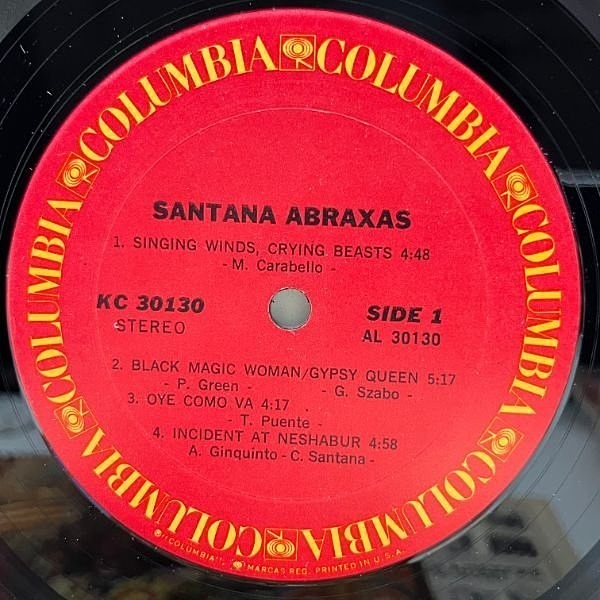 COLUMBIA COLUMBIA COLUMBIA COLUMBIA COLUMBIA COLUMBIA
SANTANA ABRAXAS
1. SINGING WINDS, CRYING BEASTS 4:48
- M. Carabello -
KC 30130
STEREO
SIDE 1
AL 30130
2. BLACK MAGIC WOMAN/GYPSY QUEEN 5:17
- P. Green - - G. Szabo -
3. OYE COMO VA 4:17
- T. Puente -
4. INCIDENT AT NESHABUR 4:58
A. Ginquinto - C. Santana -
"COLUMBIA", MARCAS REG. PRINTED IN U.S.A.